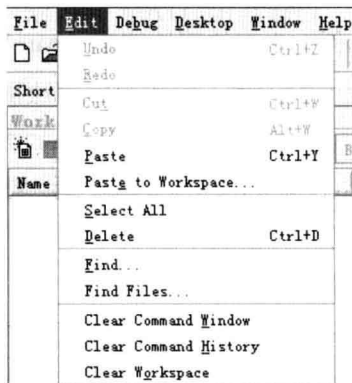 File Edit Debug Desktop Window Help
Undo Ctrl+Z
Redo
Short
Cut Ctrl+W
Copy Alt+W
Work
Paste Ctrl+Y
Paste to Workspace...
Name
Select All
Delete Ctrl+D
Find...
Find Files...
Clear Command Window
Clear Command History
Clear Workspace